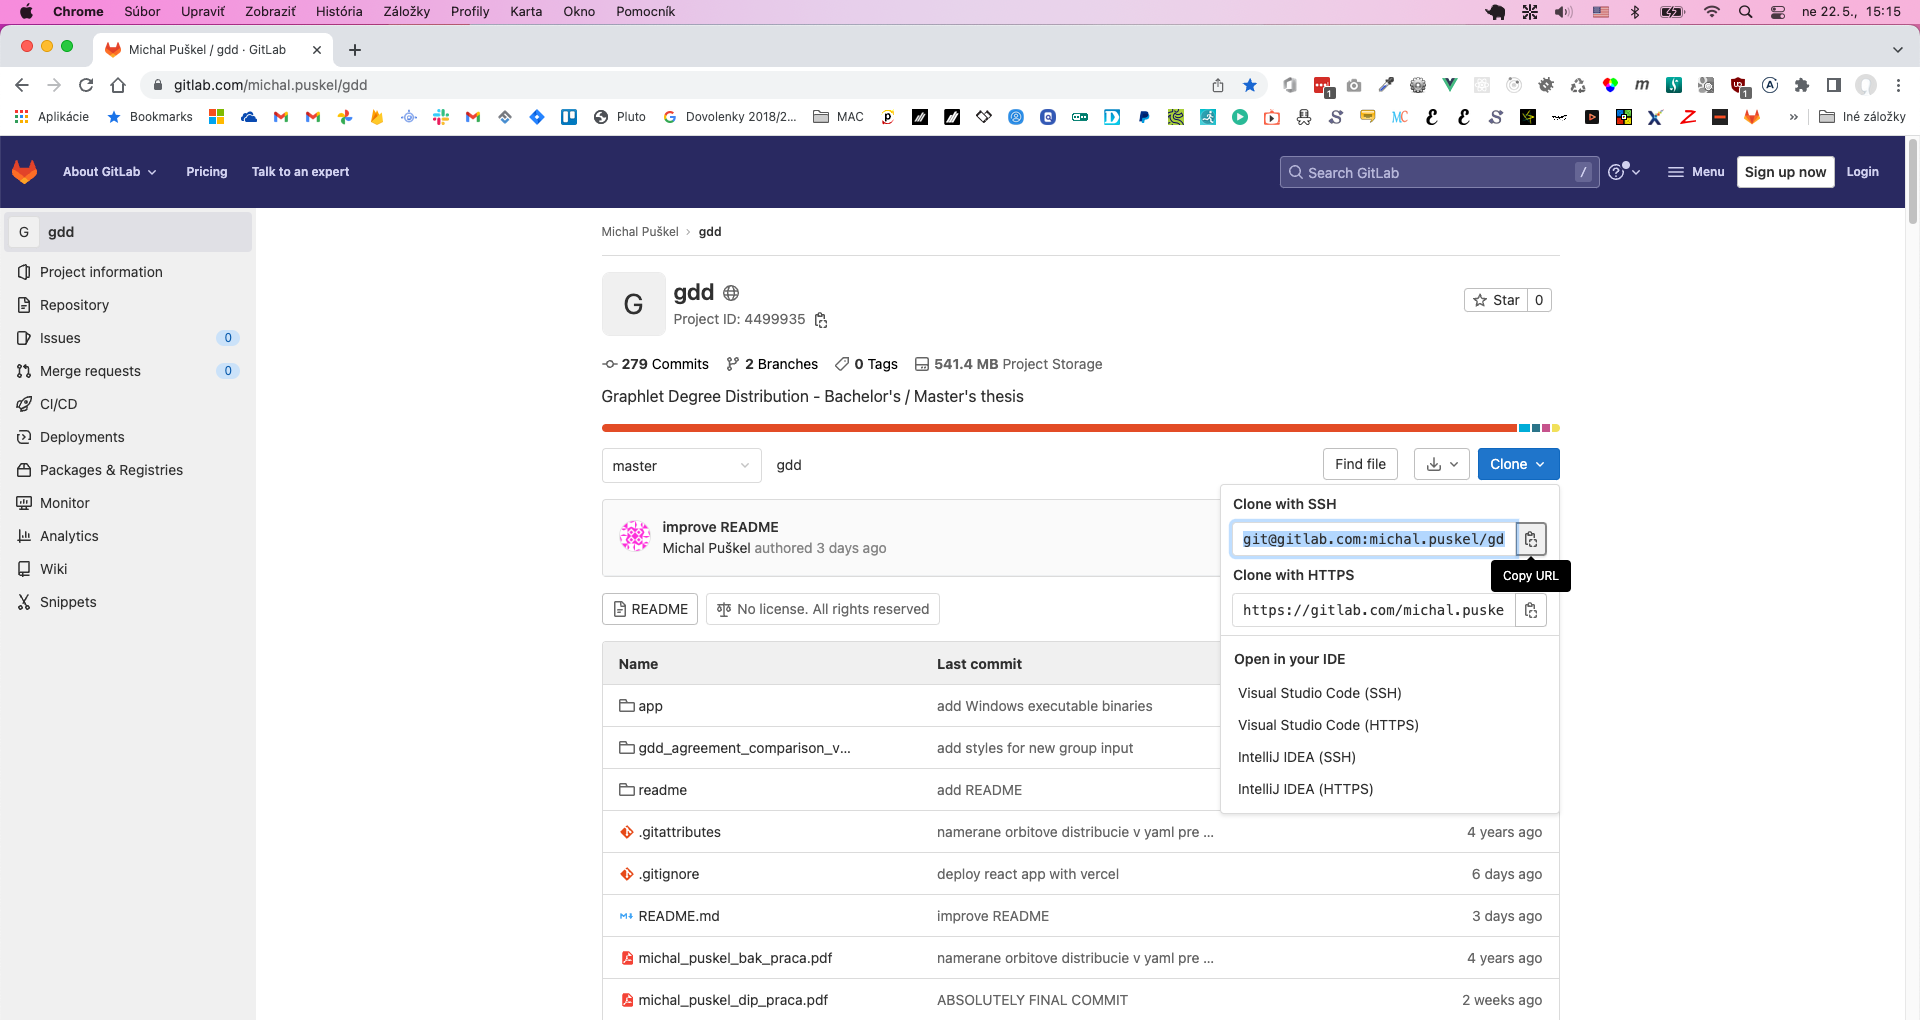 Chrome Súbor Upraviť Zobraziť História Záložky Profily Karta Okno Pomocník ne 22. 5., 15:15
Michal Puškel / gdd · GitLab
gitlab.com/michal.puskel/gdd
Aplikácie Bookmarks Pluto Dovolenky 2018/2... MAC » Iné záložky
About GitLab Pricing Talk to an expert Search GitLab / Menu Sign up now Login
G gdd
Project information
Repository
Issues 0
Merge requests 0
CI/CD
Deployments
Packages & Registries
Monitor
Analytics
Wiki
Snippets
Michal Puškel › gdd
G
gdd
Project ID: 4499935
Star 0
279 Commits 2 Branches 0 Tags 541.4 MB Project Storage
Graphlet Degree Distribution - Bachelor's / Master's thesis
master gdd Find file Clone
improve README
Michal Puškel authored 3 days ago
README No license. All rights reserved
Clone with SSH
git@gitlab.com:michal.puskel/gd
Copy URL
Clone with HTTPS
https://gitlab.com/michal.puske
Open in your IDE
Visual Studio Code (SSH)
Visual Studio Code (HTTPS)
IntelliJ IDEA (SSH)
IntelliJ IDEA (HTTPS)
Name Last commit
app add Windows executable binaries
gdd_agreement_comparison_v... add styles for new group input
readme add README
.gitattributes namerane orbitove distribucie v yaml pre ... 4 years ago
.gitignore deploy react app with vercel 6 days ago
README.md improve README 3 days ago
michal_puskel_bak_praca.pdf namerane orbitove distribucie v yaml pre ... 4 years ago
michal_puskel_dip_praca.pdf ABSOLUTELY FINAL COMMIT 2 weeks ago